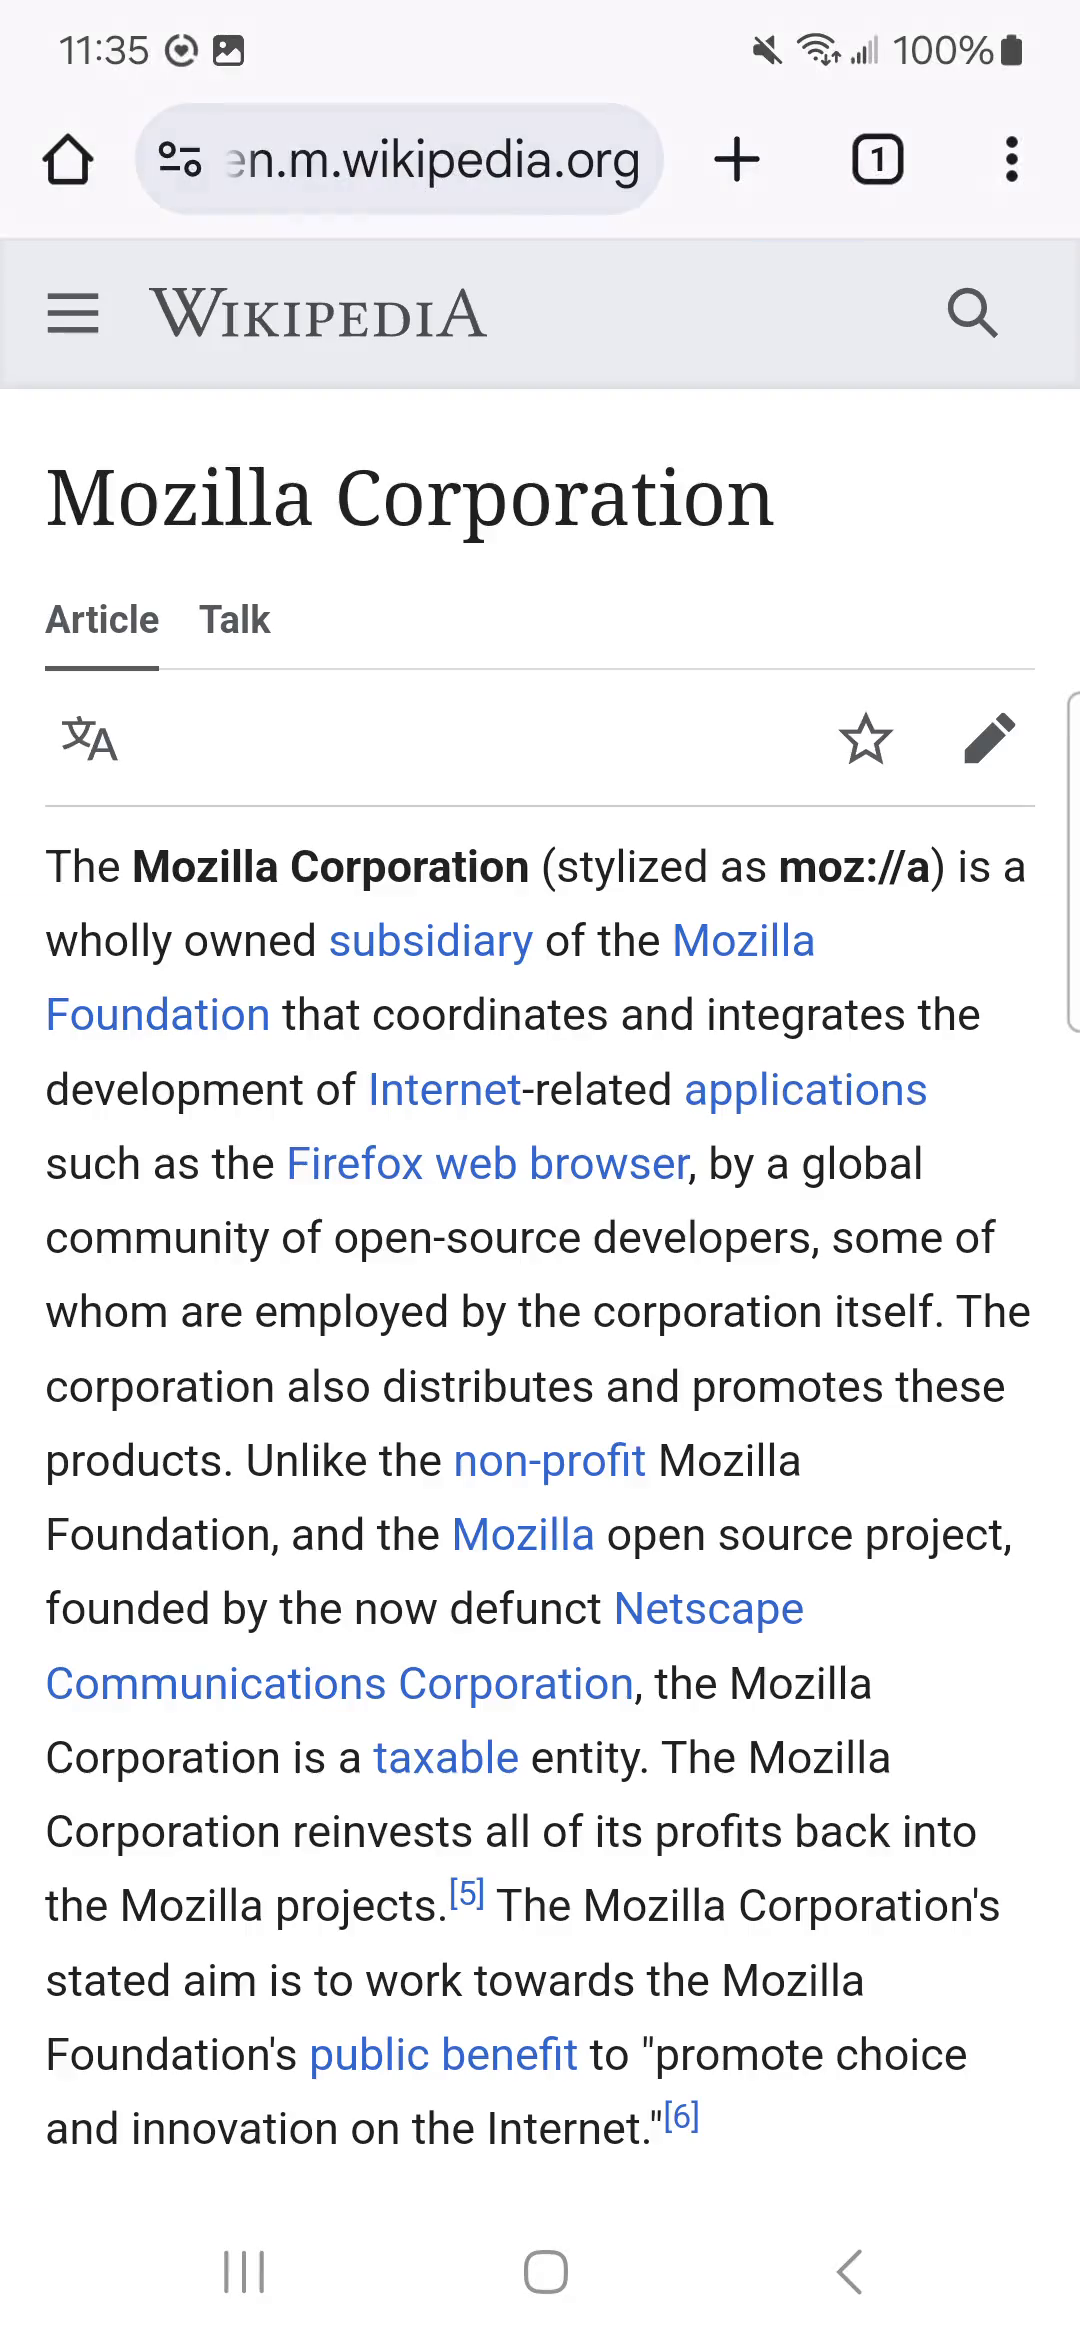 11:35 100%
en.m.wikipedia.org 1
WIKIPEDIA
Mozilla Corporation
Article Talk
文A
The Mozilla Corporation (stylized as moz://a) is a
wholly owned subsidiary of the Mozilla
Foundation that coordinates and integrates the
development of Internet-related applications
such as the Firefox web browser, by a global
community of open-source developers, some of
whom are employed by the corporation itself. The
corporation also distributes and promotes these
products. Unlike the non-profit Mozilla
Foundation, and the Mozilla open source project,
founded by the now defunct Netscape
Communications Corporation, the Mozilla
Corporation is a taxable entity. The Mozilla
Corporation reinvests all of its profits back into
the Mozilla projects.[5] The Mozilla Corporation's
stated aim is to work towards the Mozilla
Foundation's public benefit to "promote choice
and innovation on the Internet."[6]